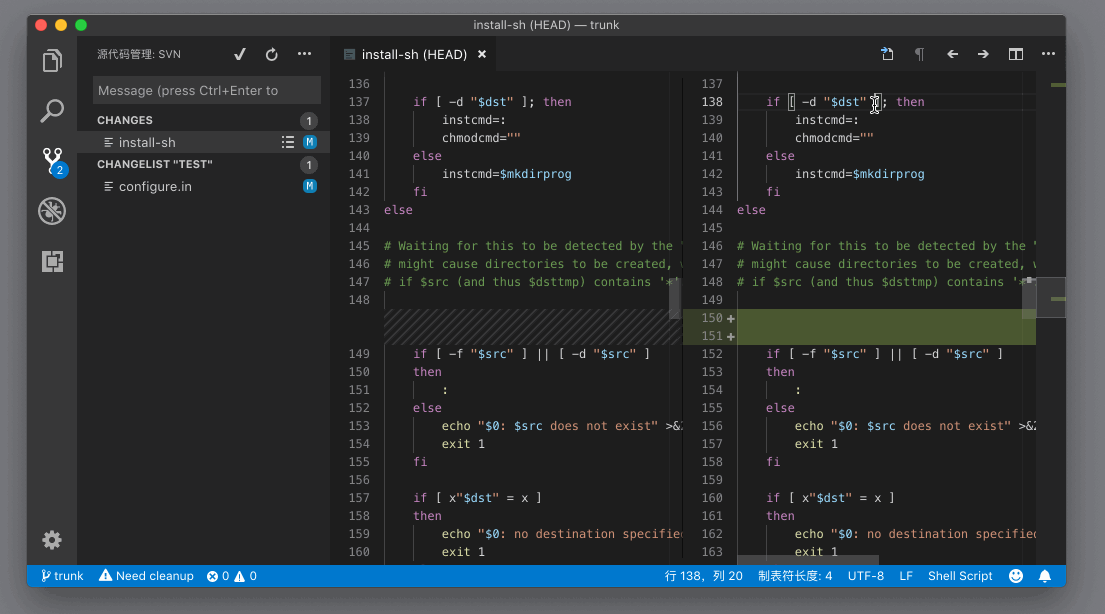 install-sh (HEAD) — trunk
源代码管理: SVN
Message (press Ctrl+Enter to
CHANGES 1
install-sh M
CHANGELIST "TEST" 1
configure.in M
2
install-sh (HEAD) ×
136
137 if [ -d "$dst" ]; then
138 instcmd=:
139 chmodcmd=""
140 else
141 instcmd=$mkdirprog
142 fi
143 else
144
145 # Waiting for this to be detected by the '
146 # might cause directories to be created,
147 # if $src (and thus $dsttmp) contains '*'
148
149 if [ -f "$src" ] || [ -d "$src" ]
150 then
151 :
152 else
153 echo "$0: $src does not exist" >&2
154 exit 1
155 fi
156
157 if [ x"$dst" = x ]
158 then
159 echo "$0: no destination specified
160 exit 1
137
138 if [ -d "$dst" ]; then
139 instcmd=:
140 chmodcmd=""
141 else
142 instcmd=$mkdirprog
143 fi
144 else
145
146 # Waiting for this to be detected by the '
147 # might cause directories to be created,
148 # if $src (and thus $dsttmp) contains '*
149
150 +
151 +
152 if [ -f "$src" ] || [ -d "$src" ]
153 then
154 :
155 else
156 echo "$0: $src does not exist" >&2
157 exit 1
158 fi
159
160 if [ x"$dst" = x ]
161 then
162 echo "$0: no destination specified
163 exit 1
trunk Need cleanup 0 0 行 138, 列 20 制表符长度: 4 UTF-8 LF Shell Script